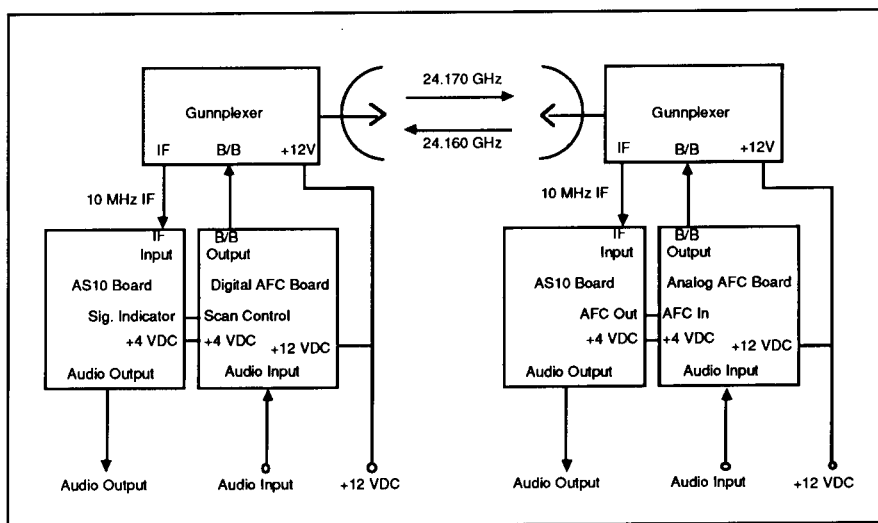 24.170 GHz
Gunnplexer
Gunnplexer
24.160 GHz
IF B/B +12V
IF B/B +12V
10 MHz IF
10 MHz IF
IF
Input
B/B
Output
AS10 Board
Digital AFC Board
Sig. Indicator
Scan Control
+4 VDC
+4 VDC
+12 VDC
Audio Output
Audio Input
IF
Input
B/B
Output
AS10 Board
Analog AFC Board
AFC Out
AFC In
+4 VDC
+4 VDC
+12 VDC
Audio Output
Audio Input
Audio Output
Audio Input
+12 VDC
Audio Output
Audio Input
+12 VDC